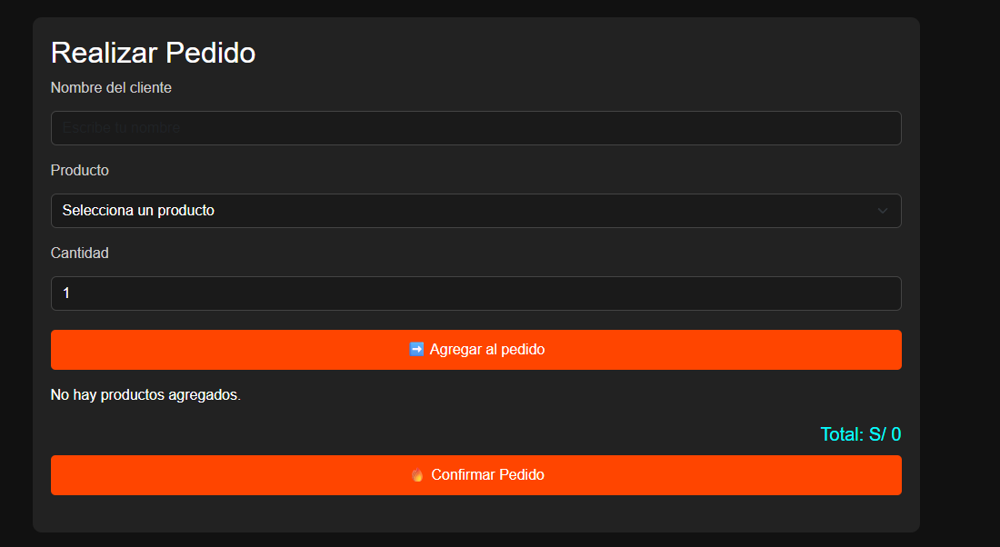 Realizar Pedido
Nombre del cliente
Escribe tu nombre
Producto
Selecciona un producto
Cantidad
1
➡️ Agregar al pedido
No hay productos agregados.
Total: S/ 0
🔥 Confirmar Pedido